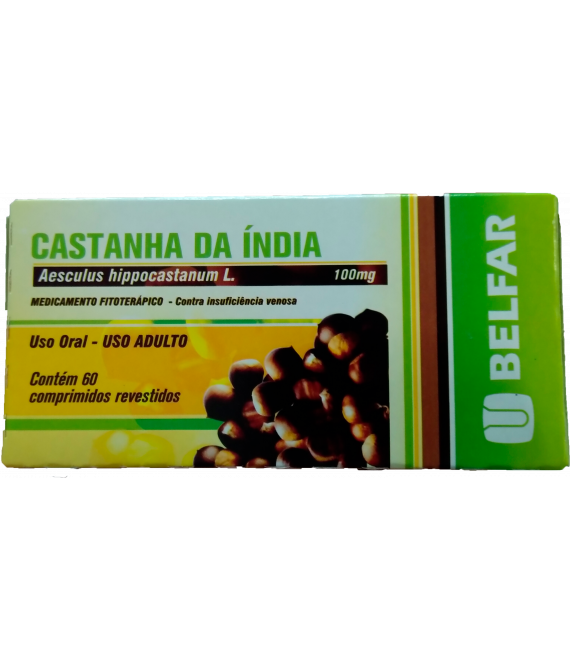 CASTANHA DA ÍNDIA
Aesculus hippocastanum L. 100mg
MEDICAMENTO FITOTERÁPICO - Contra insuficiência venosa
Uso Oral - USO ADULTO
Contém 60
comprimidos revestidos
BELFAR